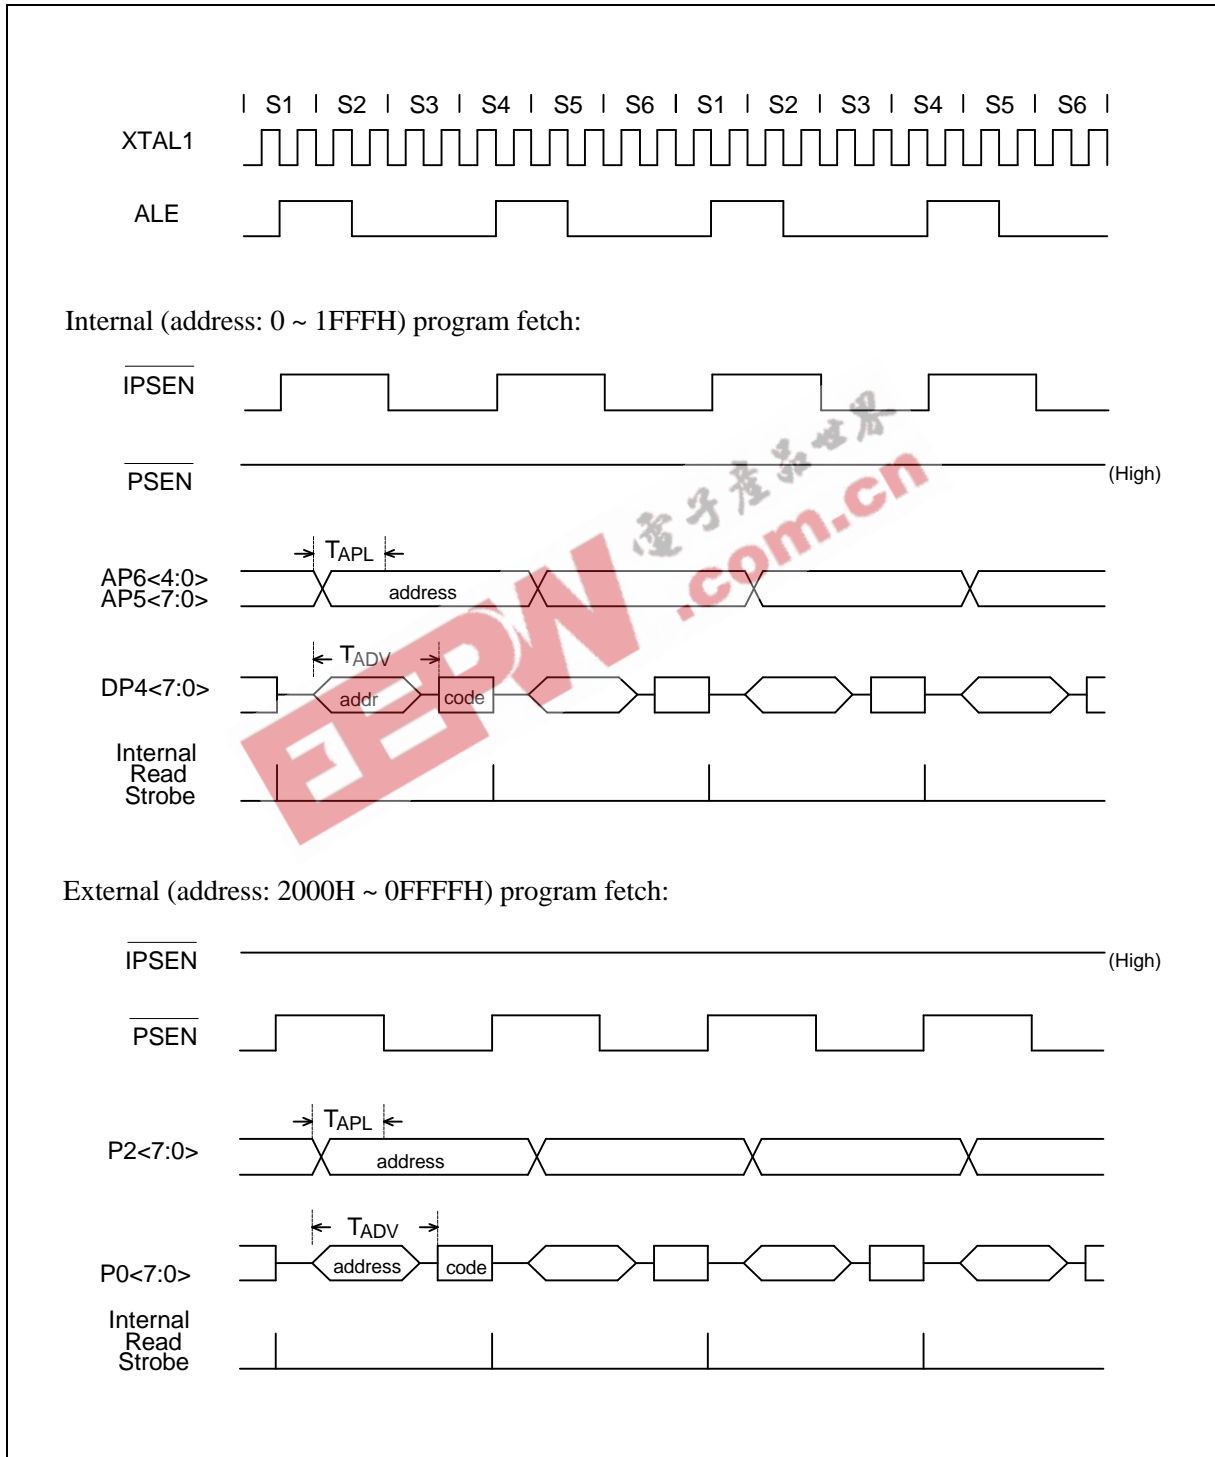 S1 S2 S3 S4 S5 S6 S1 S2 S3 S4 S5 S6
XTAL1
ALE
Internal (address: 0 ~ 1FFFH) program fetch:
IPSEN
PSEN
(High)
TAPL
AP6<4:0>
AP5<7:0>
address
TADV
DP4<7:0>
addr
code
Internal
Read
Strobe
電子產品世界
EEPW
.com.cn
External (address: 2000H ~ 0FFFFH) program fetch:
IPSEN
(High)
PSEN
TAPL
P2<7:0>
address
TADV
P0<7:0>
address
code
Internal
Read
Strobe